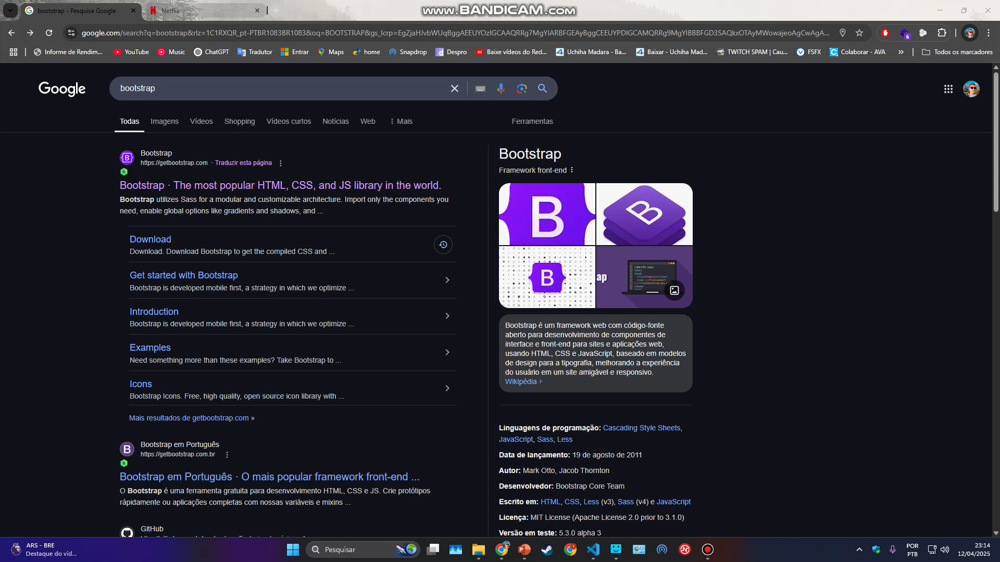 bootstrap - Pesquisa Google
Netflix
www.BANDICAM.com
google.com/search?q=bootstrap&rlz=1C1RXQR_pt-PTBR1083BR1083&oq=BOOTSTRAP&gs_lcrp=
Informe de Rendim...
YouTube
Music
ChatGPT
Tradutor
Entrar
Maps
home
Snapdrop
Despro
Baixe vídeos do Red...
Uchiha Madara - Ba...
Baixar - Uchiha Mad...
TWITCH SPAM | Cau...
FSFX
Colaborar - AVA
»
Todos os marcadores
Google
bootstrap
Todas
Imagens
Vídeos
Shopping
Vídeos curtos
Notícias
Web
Mais
Ferramentas
Bootstrap
https://getbootstrap.com · Traduzir esta página
Bootstrap · The most popular HTML, CSS, and JS library in the world.
Bootstrap utilizes Sass for a modular and customizable architecture. Import only the components you
need, enable global options like gradients and shadows, and ...
Download
Download. Download Bootstrap to get the compiled CSS and ...
Get started with Bootstrap
Bootstrap is developed mobile first, a strategy in which we optimize ...
Introduction
Bootstrap is developed mobile first, a strategy in which we optimize ...
Examples
Need something more than these examples? Take Bootstrap to ...
Icons
Bootstrap Icons. Free, high quality, open source icon library with ...
Mais resultados de getbootstrap.com »
Bootstrap em Português
https://getbootstrap.com.br
Bootstrap em Português · O mais popular framework front-end ...
O Bootstrap é uma ferramenta gratuita para desenvolvimento HTML, CSS e JS. Crie protótipos
rápidamente ou aplicações completas com nossas variáveis e mixins ...
GitHub
Bootstrap
Framework front-end
B
B
B
ap
Bootstrap é um framework web com código-fonte
aberto para desenvolvimento de componentes de
interface e front-end para sites e aplicações web,
usando HTML, CSS e JavaScript, baseado em modelos
de design para a tipografia, melhorando a experiência
do usuário em um site amigável e responsivo.
Wikipédia ›
Linguagens de programação: Cascading Style Sheets,
JavaScript, Sass, Less
Data de lançamento: 19 de agosto de 2011
Autor: Mark Otto, Jacob Thornton
Desenvolvedor: Bootstrap Core Team
Escrito em: HTML, CSS, Less (v3), Sass (v4) e JavaScript
Licença: MIT License (Apache License 2.0 prior to 3.1.0)
Versão em teste: 5.3.0 alpha 3
ARS - BRE
Destaque do víd...
Pesquisar
POR
PTB
23:14
12/04/2025